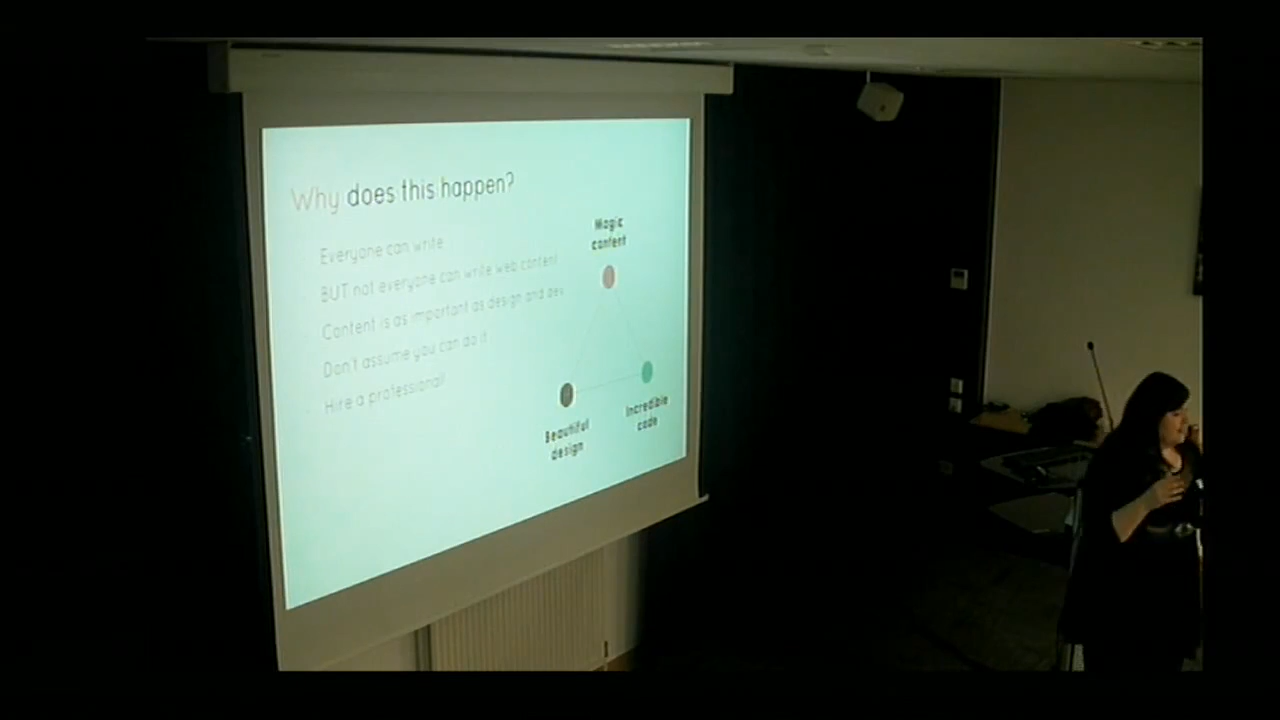 Why does this happen?
Everyone can write
BUT not everyone can write web content
Content is as important as design and dev
Don't assume you can do it
Hire a professional!
Magic
content
Beautiful
design
Incredible
code